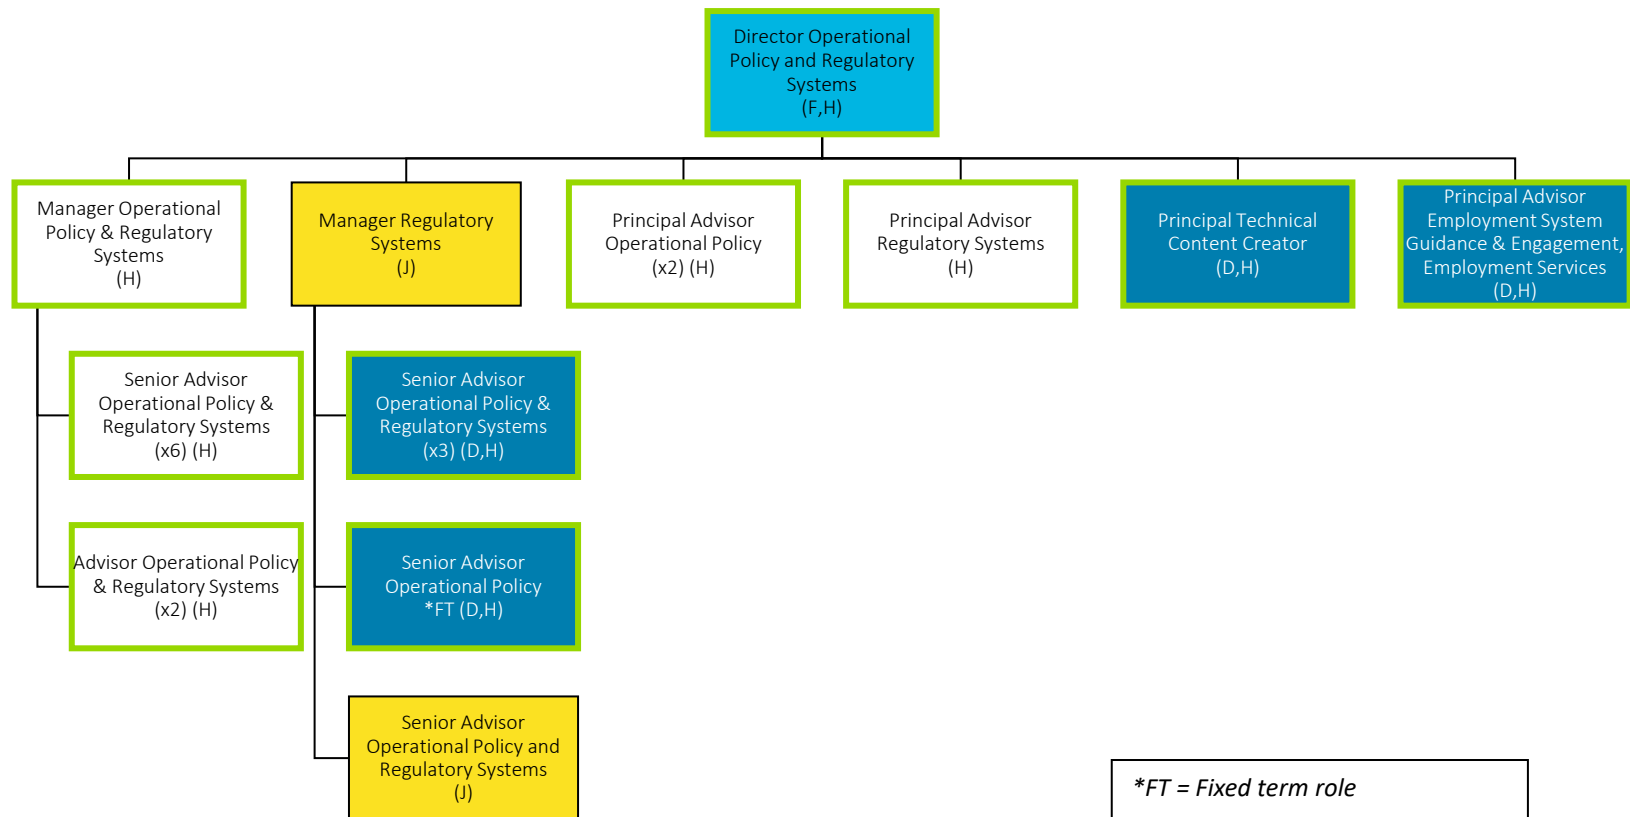 Director Operational
Policy and Regulatory
Systems
(F,H)
Manager Operational
Policy & Regulatory
Systems
(H)
Manager Regulatory
Systems
(J)
Principal Advisor
Operational Policy
(x2) (H)
Principal Advisor
Regulatory Systems
(H)
Principal Technical
Content Creator
(D,H)
Principal Advisor
Employment System
Guidance & Engagement,
Employment Services
(D,H)
Senior Advisor
Operational Policy &
Regulatory Systems
(x6) (H)
Senior Advisor
Operational Policy &
Regulatory Systems
(x3) (D,H)
Advisor Operational Policy
& Regulatory Systems
(x2) (H)
Senior Advisor
Operational Policy
*FT (D,H)
Senior Advisor
Operational Policy and
Regulatory Systems
(J)
*FT = Fixed term role